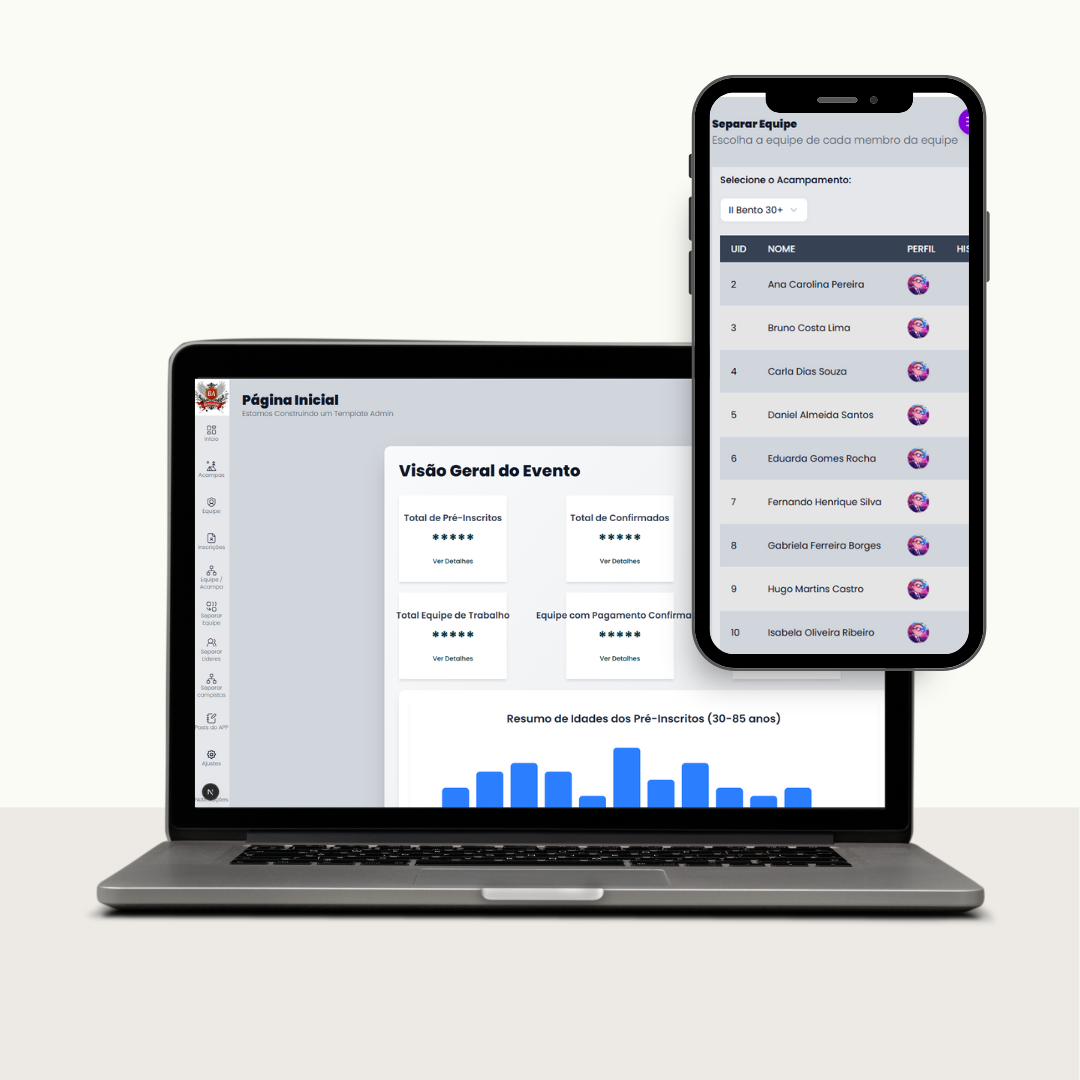 Separar Equipe
Escolha a equipe de cada membro da equipe
Selecione o Acampamento:
II Bento 30+
UID NOME PERFIL HIS
2 Ana Carolina Pereira
3 Bruno Costa Lima
4 Carla Dias Souza
5 Daniel Almeida Santos
6 Eduarda Gomes Rocha
7 Fernando Henrique Silva
8 Gabriela Ferreira Borges
9 Hugo Martins Castro
10 Isabela Oliveira Ribeiro
Página Inicial
Estamos Construindo um Template Admin
Início
Acampas
Equipe
Inscrições
Equipe /
Acampa
Separar
Equipe
Separar
Líderes
Separar
campistas
Posts do APP
Ajustes
N
Visão Geral do Evento
Total de Pré-Inscritos
*****
Ver Detalhes
Total de Confirmados
*****
Ver Detalhes
Total Equipe de Trabalho
*****
Ver Detalhes
Equipe com Pagamento Confirma
*****
Ver Detalhes
Resumo de Idades dos Pré-Inscritos (30-85 anos)